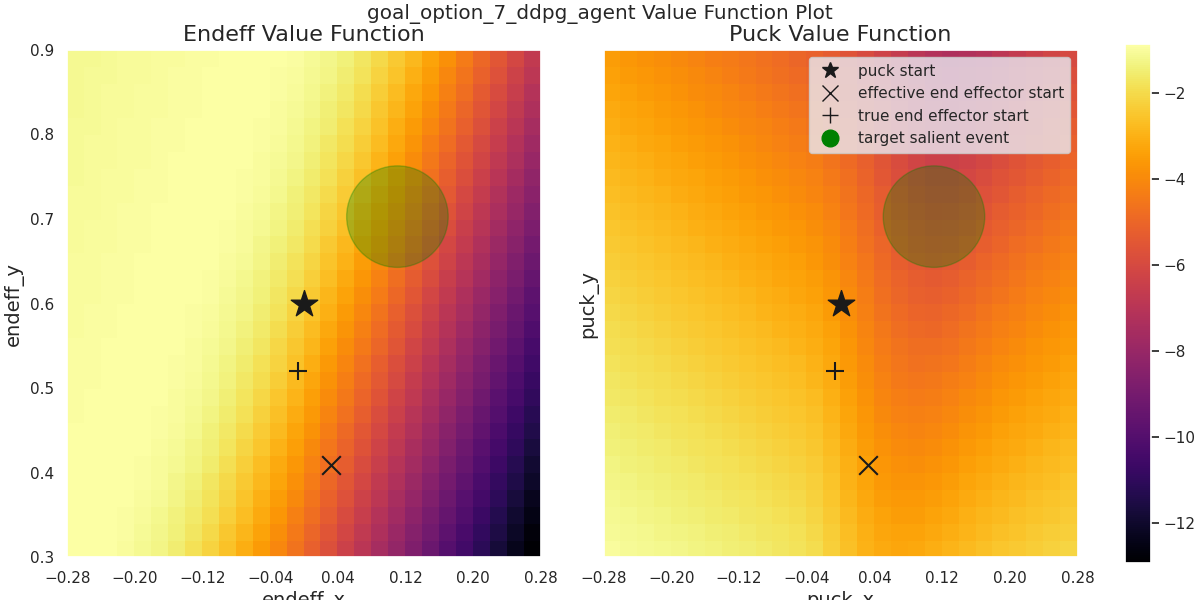 goal_option_7_ddpg_agent Value Function Plot
Endeff Value Function
Puck Value Function
puck start
effective end effector start
true end effector start
target salient event
0.9
0.8
0.7
0.6
0.5
0.4
0.3
endeff_y
−0.28 −0.20 −0.12 −0.04 0.04 0.12 0.20 0.28
endeff_x
puck_y
−0.28 −0.20 −0.12 −0.04 0.04 0.12 0.20 0.28
puck_x
−2
−4
−6
−8
−10
−12